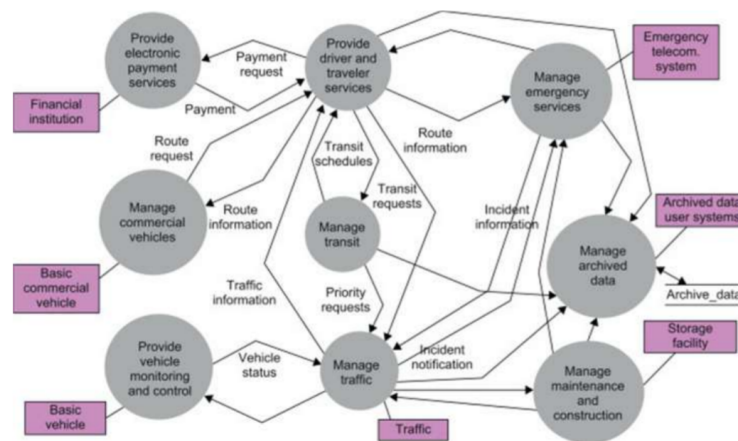 Provide
electronic
payment
services
Payment
request
Payment
Provide
driver and
traveler
services
Manage
emergency
services
Emergency
telecom.
system
Financial
institution
Route
request
Transit
schedules
Route
information
Manage
commercial
vehicles
Route
information
Transit
requests
Manage
transit
Incident
information
Archived data
user systems
Manage
archived
data
Basic
commercial
vehicle
Traffic
information
Priority
requests
Archive_data
Storage
facility
Provide
vehicle
monitoring
and control
Vehicle
status
Manage
traffic
Incident
notification
Manage
maintenance
and
construction
Basic
vehicle
Traffic